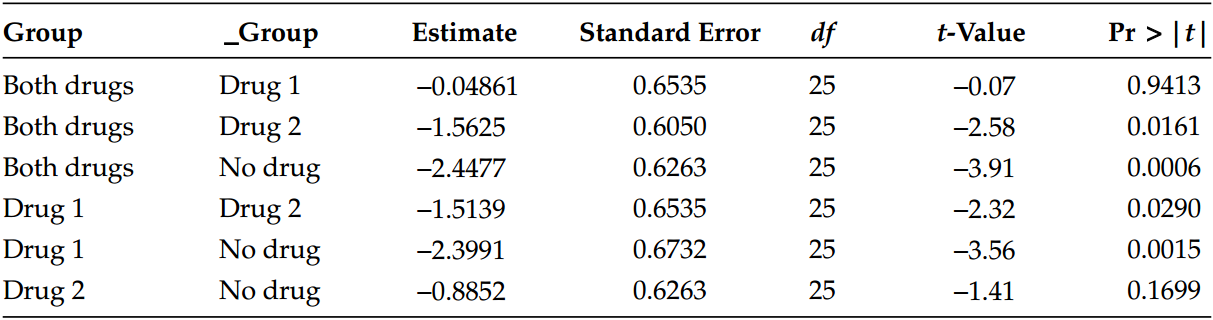 Group _Group Estimate Standard Error df t-Value Pr > |t|
Both drugs Drug 1 –0.04861 0.6535 25 –0.07 0.9413
Both drugs Drug 2 –1.5625 0.6050 25 –2.58 0.0161
Both drugs No drug –2.4477 0.6263 25 –3.91 0.0006
Drug 1 Drug 2 –1.5139 0.6535 25 –2.32 0.0290
Drug 1 No drug –2.3991 0.6732 25 –3.56 0.0015
Drug 2 No drug –0.8852 0.6263 25 –1.41 0.1699